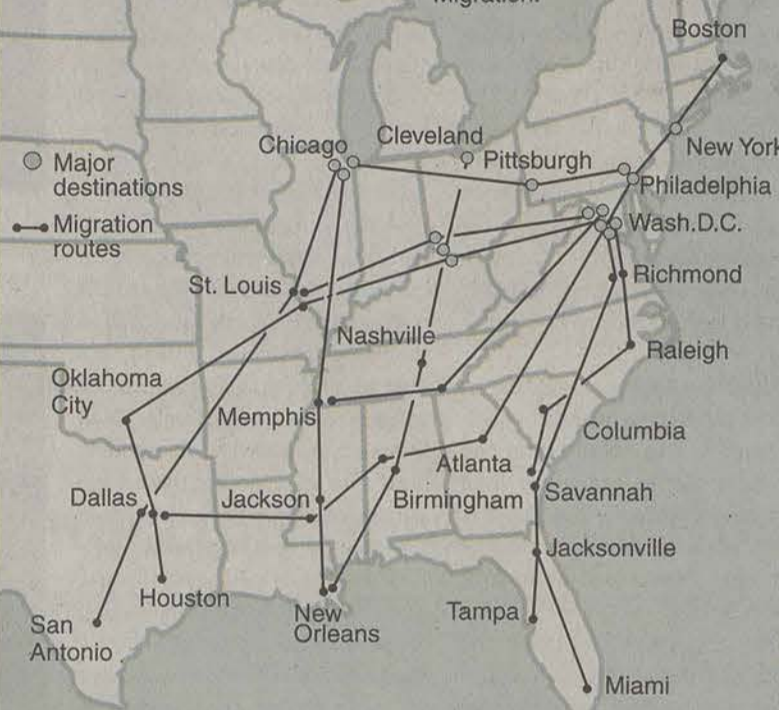 Migration.
Boston
Chicago
Cleveland
Pittsburgh
New York
Major
destinations
Philadelphia
Migration
routes
Wash.D.C.
St. Louis
Richmond
Nashville
Raleigh
Oklahoma
City
Memphis
Columbia
Atlanta
Dallas
Jackson
Birmingham
Savannah
Jacksonville
Houston
New
Orleans
Tampa
San
Antonio
Miami